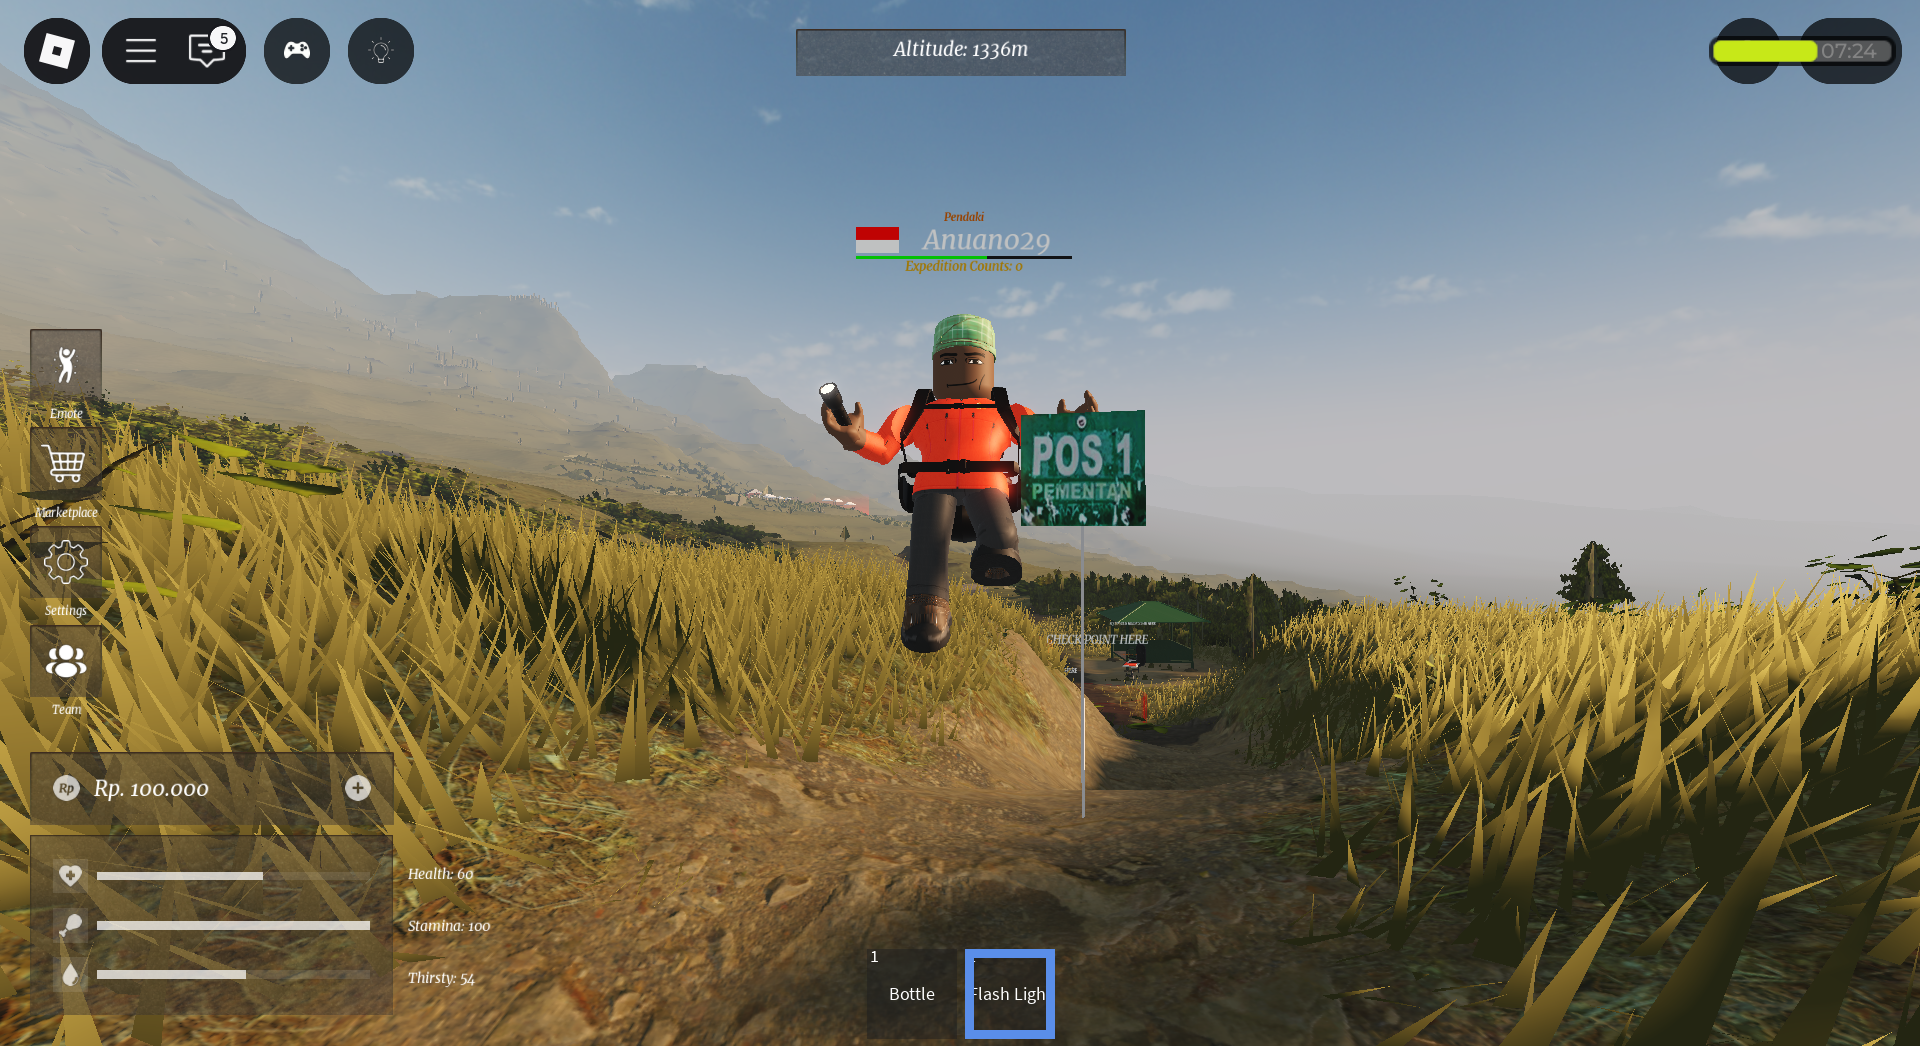 5
Altitude: 1336m
07:24
Pendaki
Anuano29
Expedition Counts: 0
POS 1
PEMENTAN
CHECKPOINT HERE
Emote
Marketplace
Settings
Team
Rp
Rp. 100.000
+
Health: 60
Stamina: 100
Thirsty: 54
1
Bottle
Flash Ligh